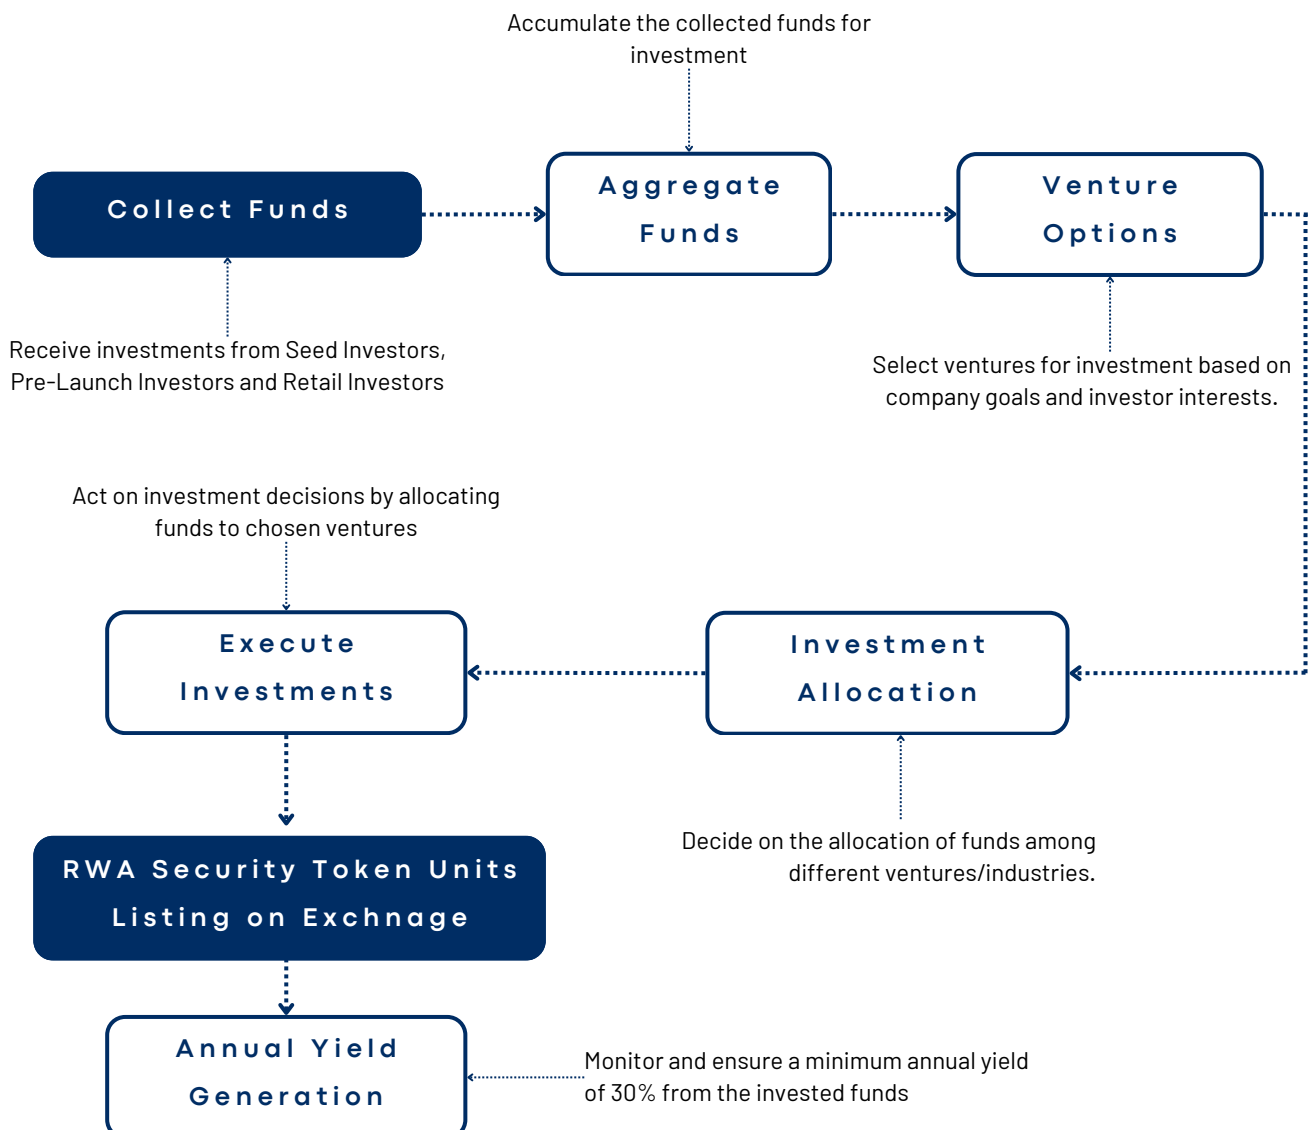 Accumulate the collected funds for
investment
Collect Funds
Aggregate
Funds
Venture
Options
Receive investments from Seed Investors,
Pre-Launch Investors and Retail Investors
Select ventures for investment based on
company goals and investor interests.
Act on investment decisions by allocating
funds to chosen ventures
Execute
Investments
Investment
Allocation
Decide on the allocation of funds among
different ventures/industries.
RWA Security Token Units
Listing on Exchnage
Annual Yield
Generation
Monitor and ensure a minimum annual yield
of 30% from the invested funds